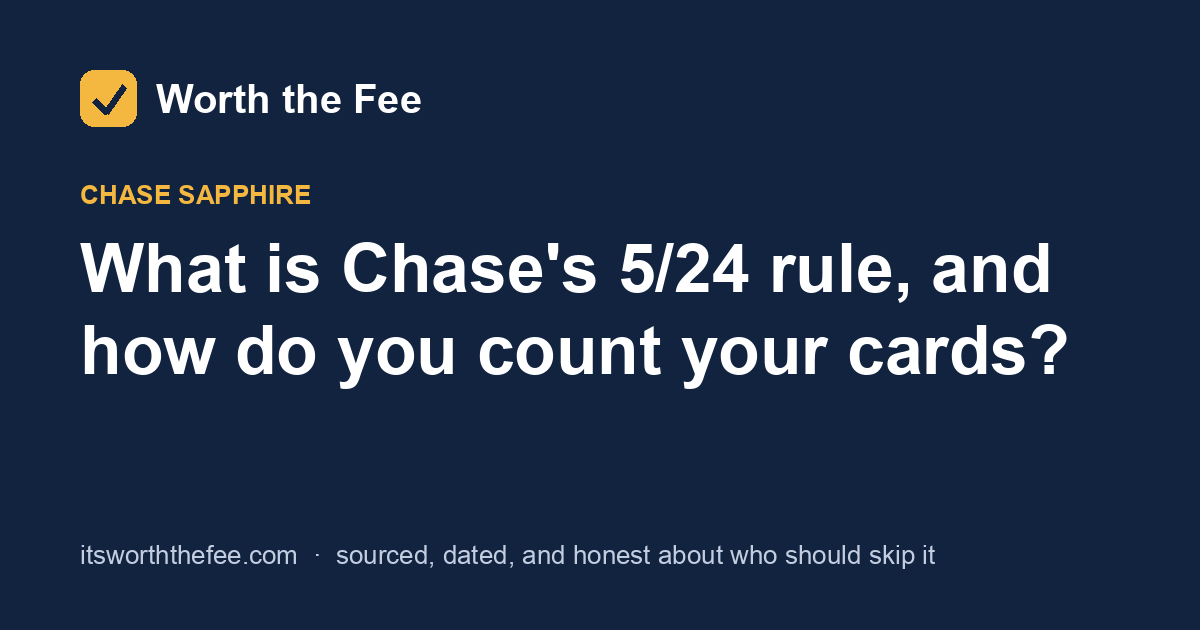 Worth the Fee
CHASE SAPPHIRE
What is Chase's 5/24 rule, and
how do you count your cards?
itsworththefee.com · sourced, dated, and honest about who should skip it